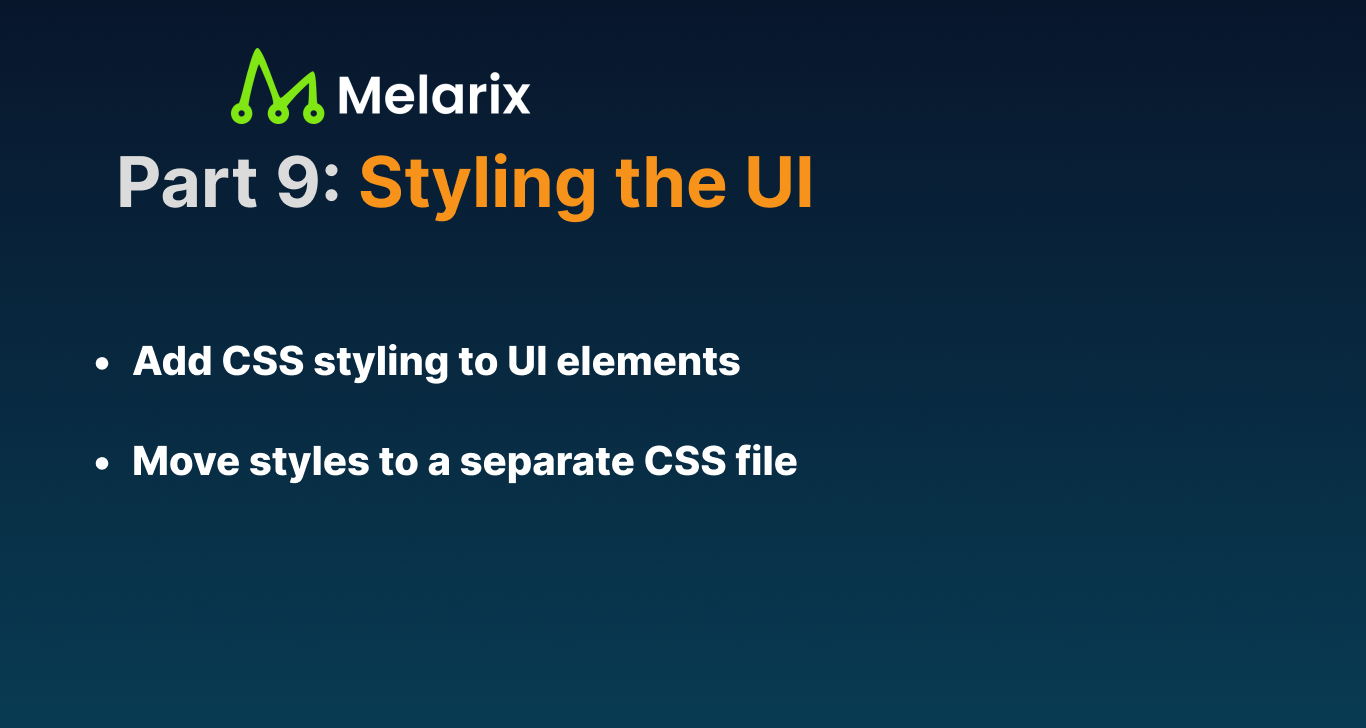 Melarix
Part 9: Styling the UI
• Add CSS styling to UI elements
• Move styles to a separate CSS file